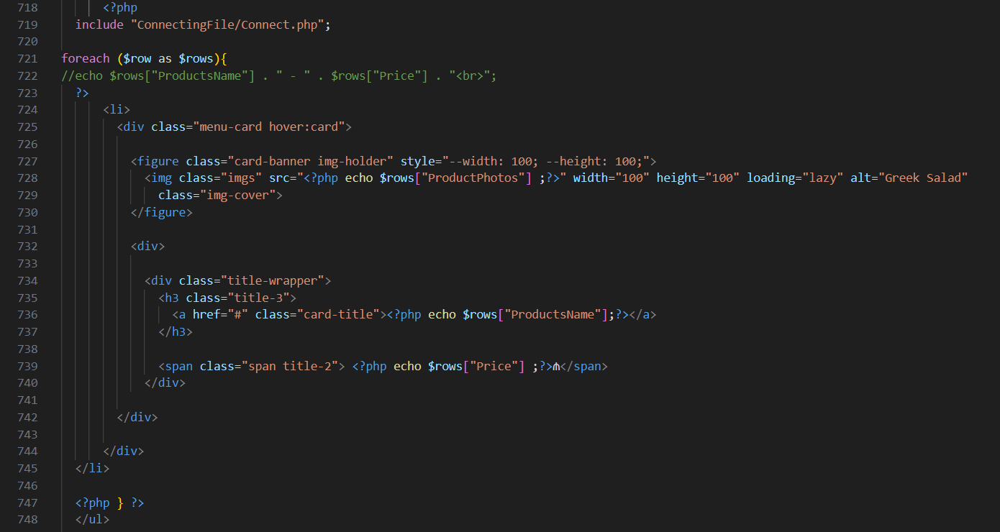 718 <?php
719 include "ConnectingFile/Connect.php";
720
721 foreach ($row as $rows){
722 //echo $rows["ProductsName"] . " - " . $rows["Price"] . "<br>";
723 ?>
724 <li>
725 <div class="menu-card hover:card">
726
727 <figure class="card-banner img-holder" style="--width: 100; --height: 100;">
728 <img class="imgs" src="<?php echo $rows["ProductPhotos"] ;?>" width="100" height="100" loading="lazy" alt="Greek Salad"
729 class="img-cover">
730 </figure>
731
732 <div>
733
734 <div class="title-wrapper">
735 <h3 class="title-3">
736 <a href="#" class="card-title"><?php echo $rows["ProductsName"];?></a>
737 </h3>
738
739 <span class="span title-2"> <?php echo $rows["Price"] ;?>₼</span>
740 </div>
741
742 </div>
743
744 </div>
745 </li>
746
747 <?php } ?>
748 </ul>